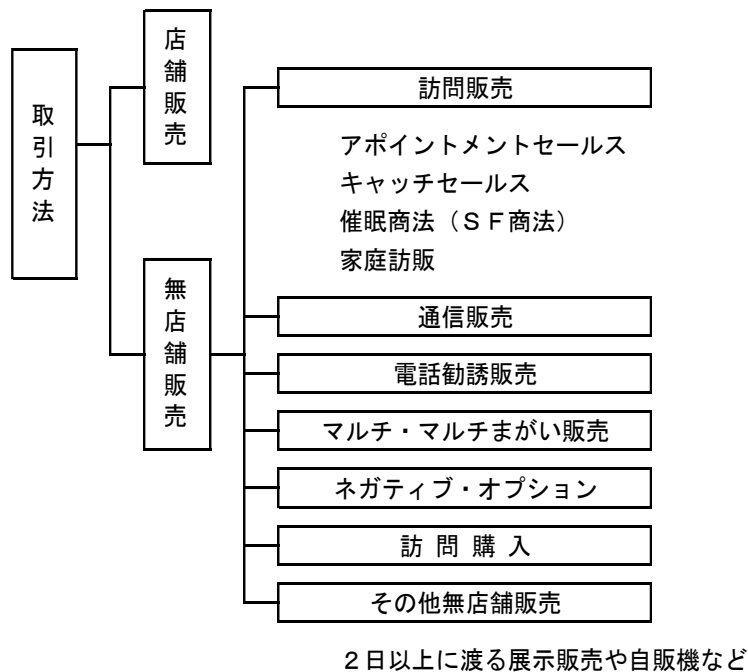 取引方法
店舗販売
無店舗販売
訪問販売
アポイントメントセールス
キャッチセールス
催眠商法（ＳＦ商法）
家庭訪販
通信販売
電話勧誘販売
マルチ・マルチまがい販売
ネガティブ・オプション
訪 問 購 入
その他無店舗販売
２日以上に渡る展示販売や自販機など